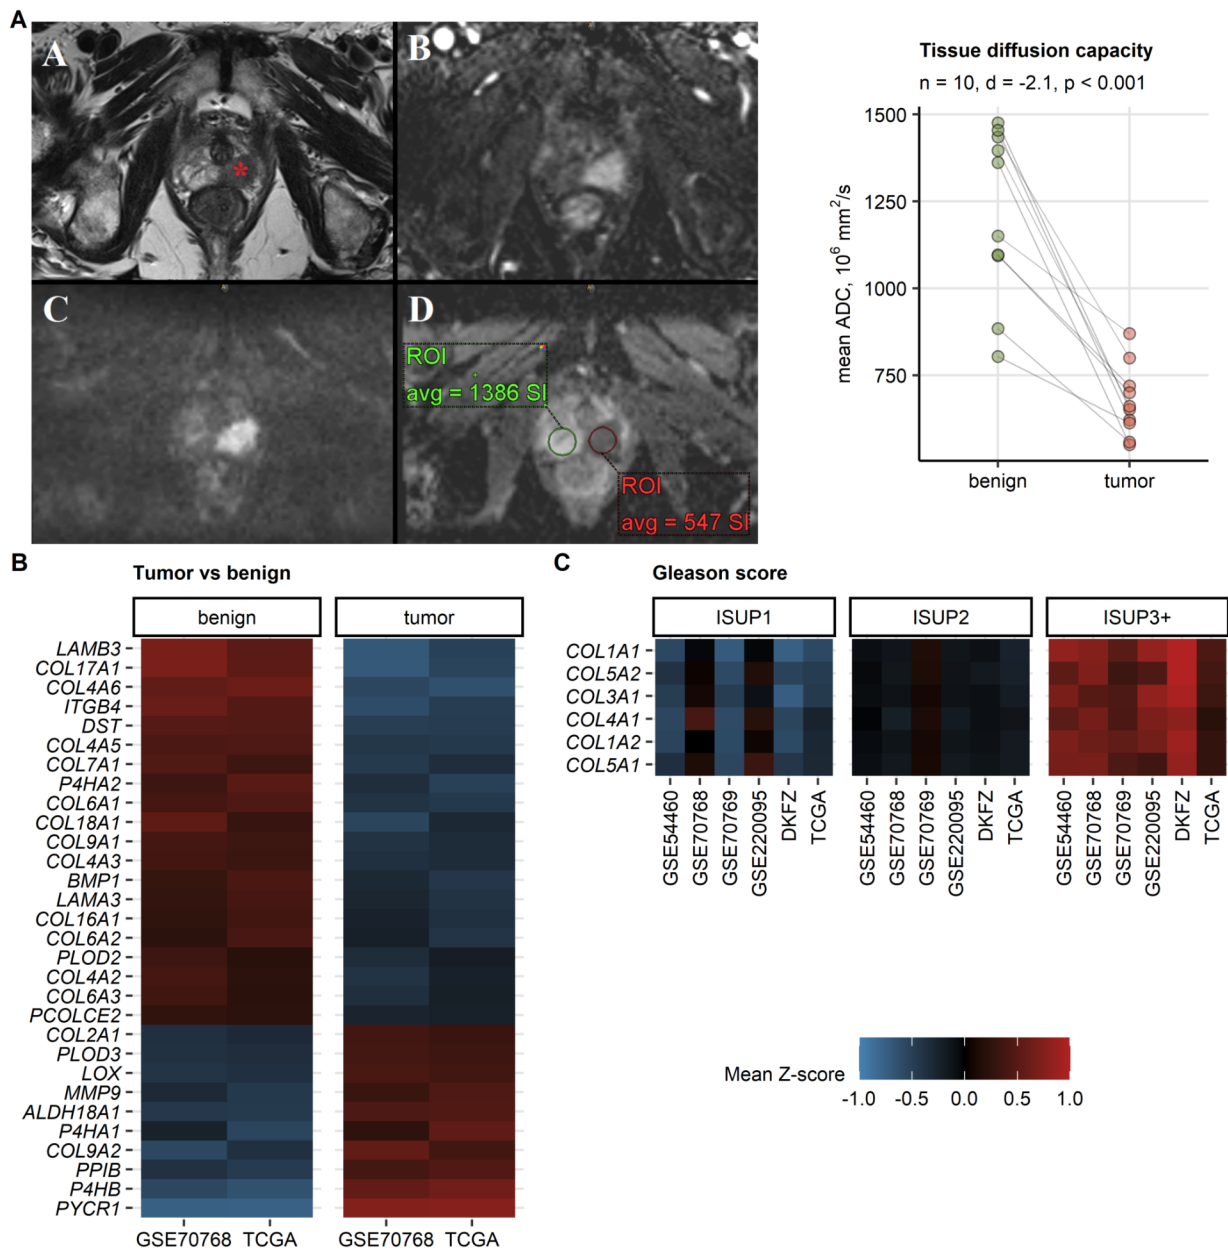 A
A
B
C
D
ROI
avg = 1386 SI
ROI
avg = 547 SI
Tissue diffusion capacity
n = 10, d = -2.1, p < 0.001
mean ADC, 10⁶ mm²/s
1500
1250
1000
750
benign
tumor
B
Tumor vs benign
benign
tumor
LAMB3
COL17A1
COL4A6
ITGB4
DST
COL4A5
COL7A1
P4HA2
COL6A1
COL18A1
COL9A1
COL4A3
BMP1
LAMA3
COL16A1
COL6A2
PLOD2
COL4A2
COL6A3
PCOLCE2
COL2A1
PLOD3
LOX
MMP9
ALDH18A1
P4HA1
COL9A2
PPIB
P4HB
PYCR1
GSE70768
TCGA
GSE70768
TCGA
C
Gleason score
ISUP1
ISUP2
ISUP3+
COL1A1
COL5A2
COL3A1
COL4A1
COL1A2
COL5A1
GSE54460
GSE70768
GSE70769
GSE220095
DKFZ
TCGA
GSE54460
GSE70768
GSE70769
GSE220095
DKFZ
TCGA
GSE54460
GSE70768
GSE70769
GSE220095
DKFZ
TCGA
Mean Z-score
-1.0
-0.5
0.0
0.5
1.0